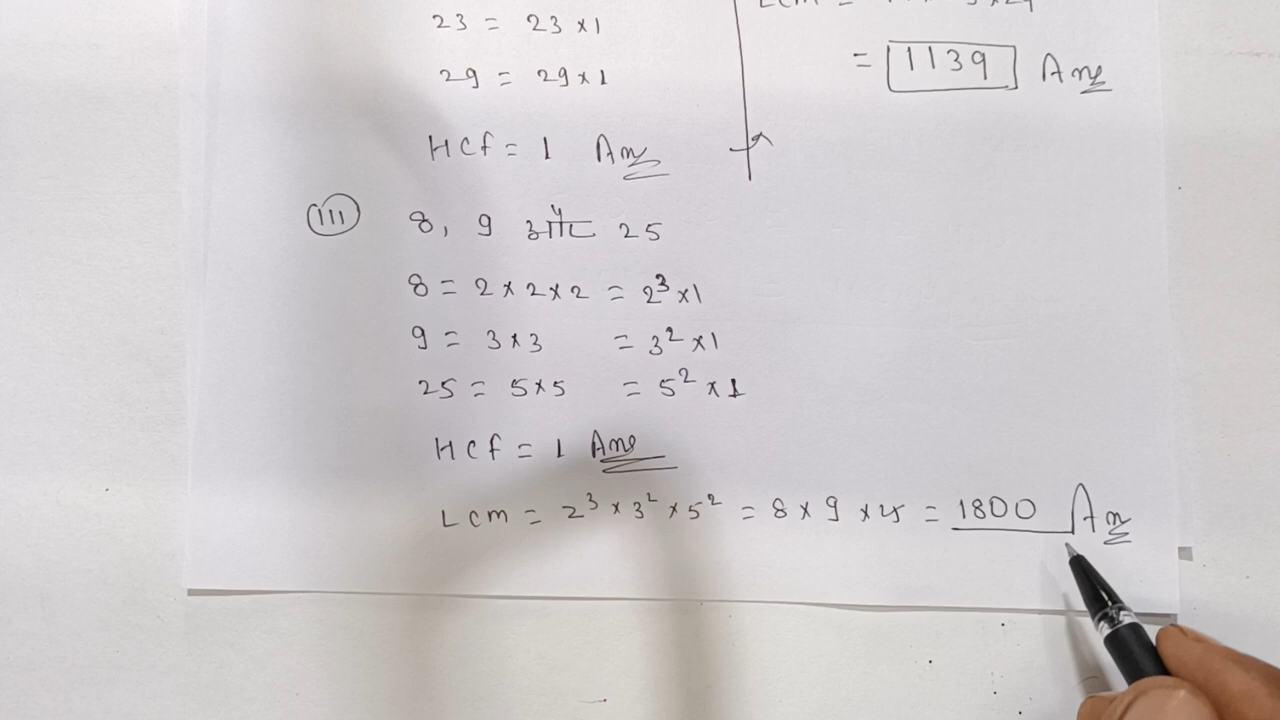 23 = 23 × 1
29 = 29 × 1
HCf = 1 Ans
= 1139 Ans
(III) 8, 9 और 25
8 = 2 × 2 × 2 = 2³ × 1
9 = 3 × 3 = 3² × 1
25 = 5 × 5 = 5² × 1
HCf = 1 Ans
LCM = 2³ × 3² × 5² = 8 × 9 × 25 = 1800 Ans